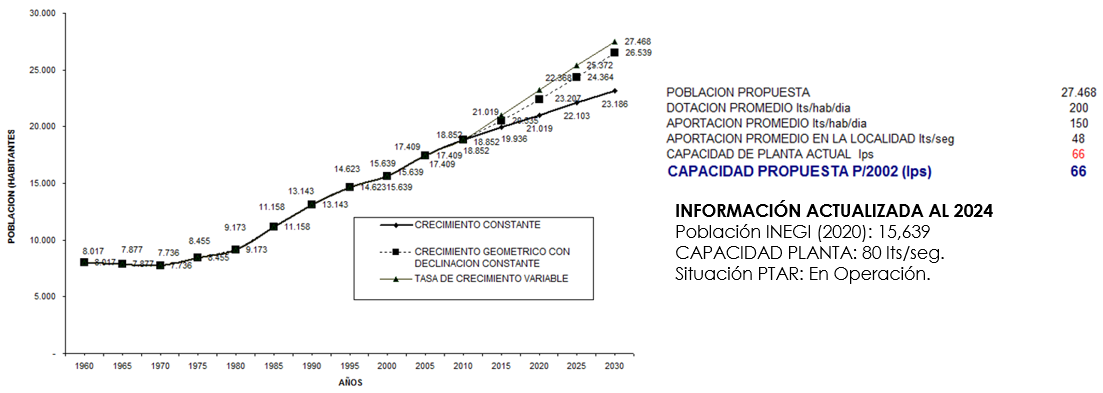 POBLACION (HABITANTES
30.000
25.000
20.000
15.000
10.000
5.000
-
8.017
8.017
7.877
7.877
7.736
7.736
8.455
8.455
9.173
9.173
11.158
11.158
13.143
13.143
14.623
14.623
15.639
15.639
15.639
17.409
17.409
17.409
18.852
18.852
18.852
21.019
20.535
19.936
22.368
23.207
21.019
25.372
24.364
22.103
27.468
26.539
23.186
1960 1965 1970 1975 1980 1985 1990 1995 2000 2005 2010 2015 2020 2025 2030
AÑOS
CRECIMIENTO CONSTANTE
CRECIMIENTO GEOMETRICO CON
DECLINACION CONSTANTE
TASA DE CRECIMIENTO VARIABLE
POBLACION PROPUESTA 27.468
DOTACION PROMEDIO lts/hab/dia 200
APORTACION PROMEDIO lts/hab/dia 150
APORTACION PROMEDIO EN LA LOCALIDAD lts/seg 48
CAPACIDAD DE PLANTA ACTUAL lps 66
CAPACIDAD PROPUESTA P/2002 (lps) 66
INFORMACIÓN ACTUALIZADA AL 2024
Población INEGI (2020): 15,639
CAPACIDAD PLANTA: 80 lts/seg.
Situación PTAR: En Operación.